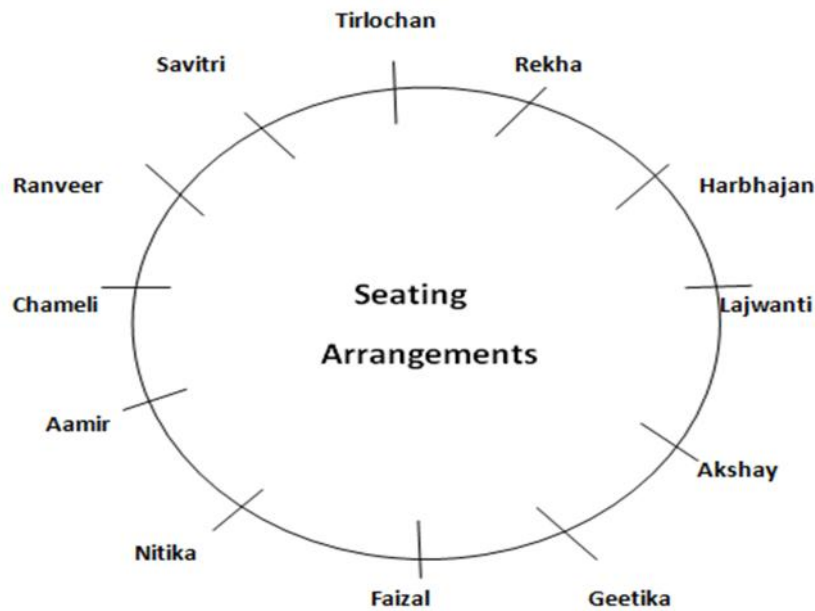 Tirlochan
Savitri
Rekha
Ranveer
Harbhajan
Seating
Chameli
Lajwanti
Arrangements
Aamir
Akshay
Nitika
Faizal
Geetika